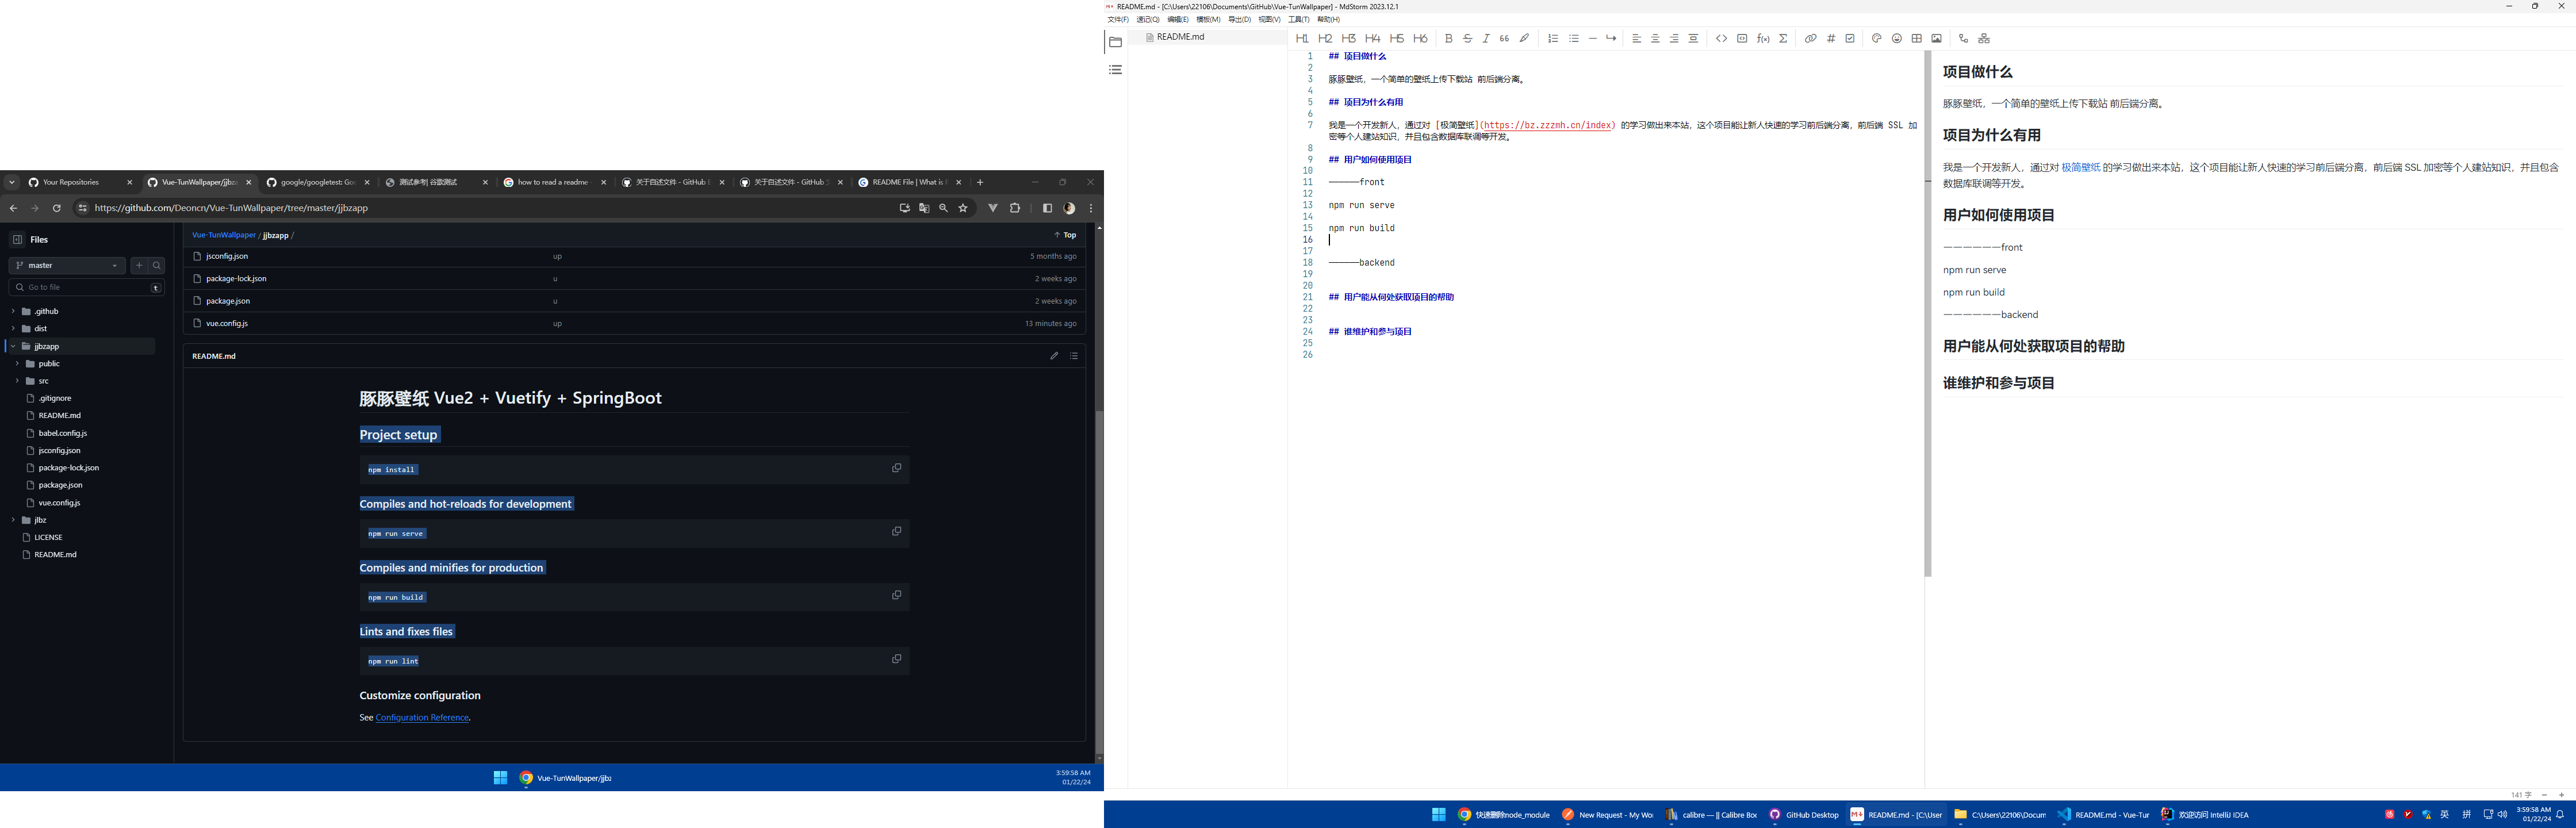 README.md - [C:\Users\22106\Documents\GitHub\Vue-TunWallpaper] - MdStorm 2023.12.1
文件(F) 速记(Q) 编辑(E) 模板(M) 导出(D) 视图(V) 工具(T) 帮助(H)
README.md
H1 H2 H3 H4 H5 H6
1 ## 项目做什么
2
3 豚豚壁纸，一个简单的壁纸上传下载站 前后端分离。
4
5 ## 项目为什么有用
6
7 我是一个开发新人，通过对 [极简壁纸](https://bz.zzzmh.cn/index) 的学习做出来本站，这个项目能让新人快速的学习前后端分离，前后端 SSL 加
密等个人建站知识，并且包含数据库联调等开发。
8
9 ## 用户如何使用项目
10
11 ——————front
12
13 npm run serve
14
15 npm run build
16
17
18 ——————backend
19
20
21 ## 用户能从何处获取项目的帮助
22
23
24 ## 谁维护和参与项目
25
26
项目做什么
豚豚壁纸，一个简单的壁纸上传下载站 前后端分离。
项目为什么有用
我是一个开发新人，通过对 极简壁纸 的学习做出来本站，这个项目能让新人快速的学习前后端分离，前后端 SSL 加密等个人建站知识，并且包含
数据库联调等开发。
用户如何使用项目
——————front
npm run serve
npm run build
——————backend
用户能从何处获取项目的帮助
谁维护和参与项目
141 字
Your Repositories
Vue-TunWallpaper/jjbz
google/googletest: Go
测试参考| 谷歌测试
how to read a readme
关于自述文件 - GitHub
关于自述文件 - GitHub
README File | What is
https://github.com/Deoncn/Vue-TunWallpaper/tree/master/jjbzapp
Files
master
Go to file
t
.github
dist
jjbzapp
public
src
.gitignore
README.md
babel.config.js
jsconfig.json
package-lock.json
package.json
vue.config.js
jlbz
LICENSE
README.md
Vue-TunWallpaper / jjbzapp /
Top
jsconfig.json up 5 months ago
package-lock.json u 2 weeks ago
package.json u 2 weeks ago
vue.config.js up 13 minutes ago
README.md
豚豚壁纸 Vue2 + Vuetify + SpringBoot
Project setup
npm install
Compiles and hot-reloads for development
npm run serve
Compiles and minifies for production
npm run build
Lints and fixes files
npm run lint
Customize configuration
See Configuration Reference.
Vue-TunWallpaper/jjbz
3:59:58 AM
01/22/24
快速删除node_module
New Request - My Wo
calibre — || Calibre Boo
GitHub Desktop
README.md - [C:\User
C:\Users\22106\Docum
README.md - Vue-Tun
欢迎访问 IntelliJ IDEA
英 拼
3:59:58 AM
01/22/24